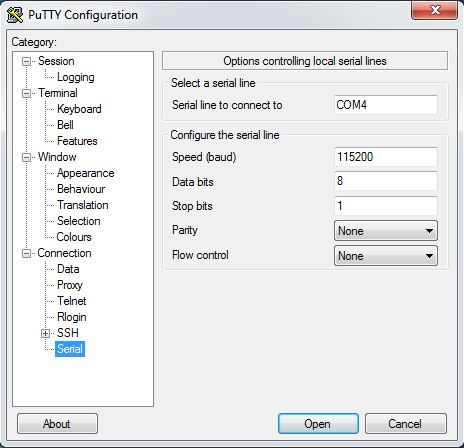 PuTTY Configuration
Category:
Session
Logging
Terminal
Keyboard
Bell
Features
Window
Appearance
Behaviour
Translation
Selection
Colours
Connection
Data
Proxy
Telnet
Rlogin
SSH
Serial
Options controlling local serial lines
Select a serial line
Serial line to connect to COM4
Configure the serial line
Speed (baud) 115200
Data bits 8
Stop bits 1
Parity None
Flow control None
About Open Cancel